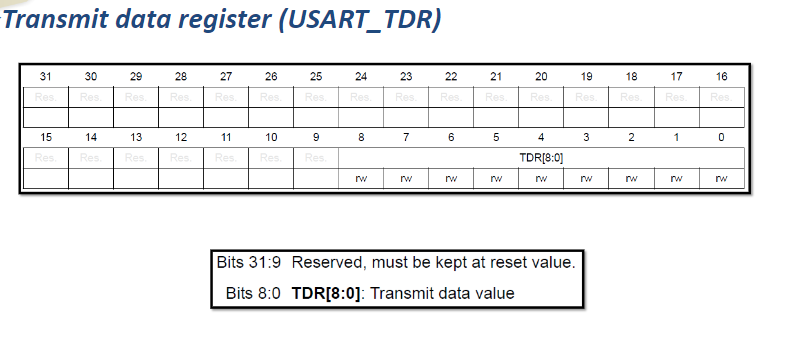 Transmit data register (USART_TDR)
31 30 29 28 27 26 25 24 23 22 21 20 19 18 17 16
Res. Res. Res. Res. Res. Res. Res. Res. Res. Res. Res. Res. Res. Res. Res. Res.
15 14 13 12 11 10 9 8 7 6 5 4 3 2 1 0
Res. Res. Res. Res. Res. Res. Res. TDR[8:0]
rw rw rw rw rw rw rw rw rw
Bits 31:9 Reserved, must be kept at reset value.
Bits 8:0 TDR[8:0]: Transmit data value